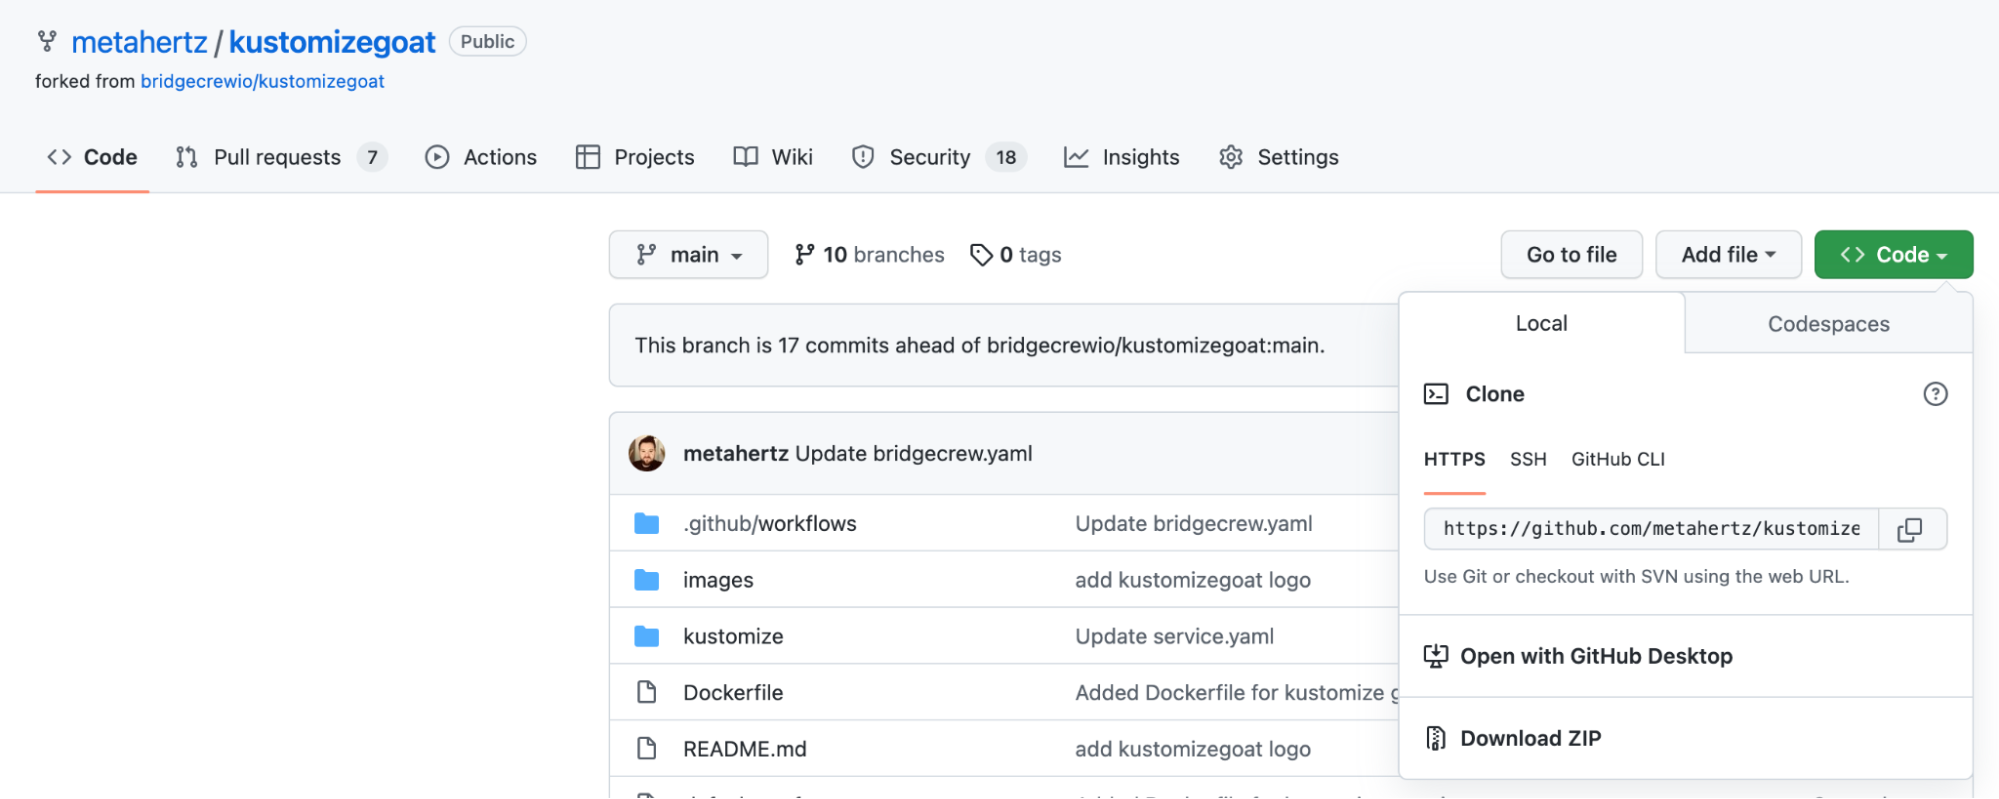 metahertz / kustomizegoat Public
forked from bridgecrewio/kustomizegoat
Code Pull requests 7 Actions Projects Wiki Security 18 Insights Settings
main 10 branches 0 tags Go to file Add file Code
Local Codespaces
This branch is 17 commits ahead of bridgecrewio/kustomizegoat:main.
Clone
metahertz Update bridgecrew.yaml
HTTPS SSH GitHub CLI
.github/workflows Update bridgecrew.yaml
https://github.com/metahertz/kustomize
images add kustomizegoat logo
Use Git or checkout with SVN using the web URL.
kustomize Update service.yaml
Open with GitHub Desktop
Dockerfile Added Dockerfile for kustomize
README.md add kustomizegoat logo
Download ZIP